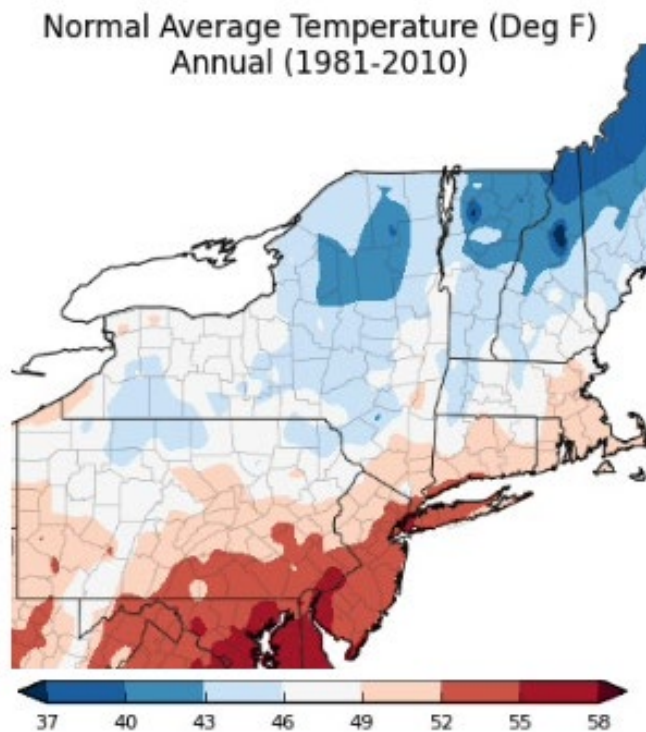 Normal Average Temperature (Deg F)
Annual (1981-2010)
37 40 43 46 49 52 55 58